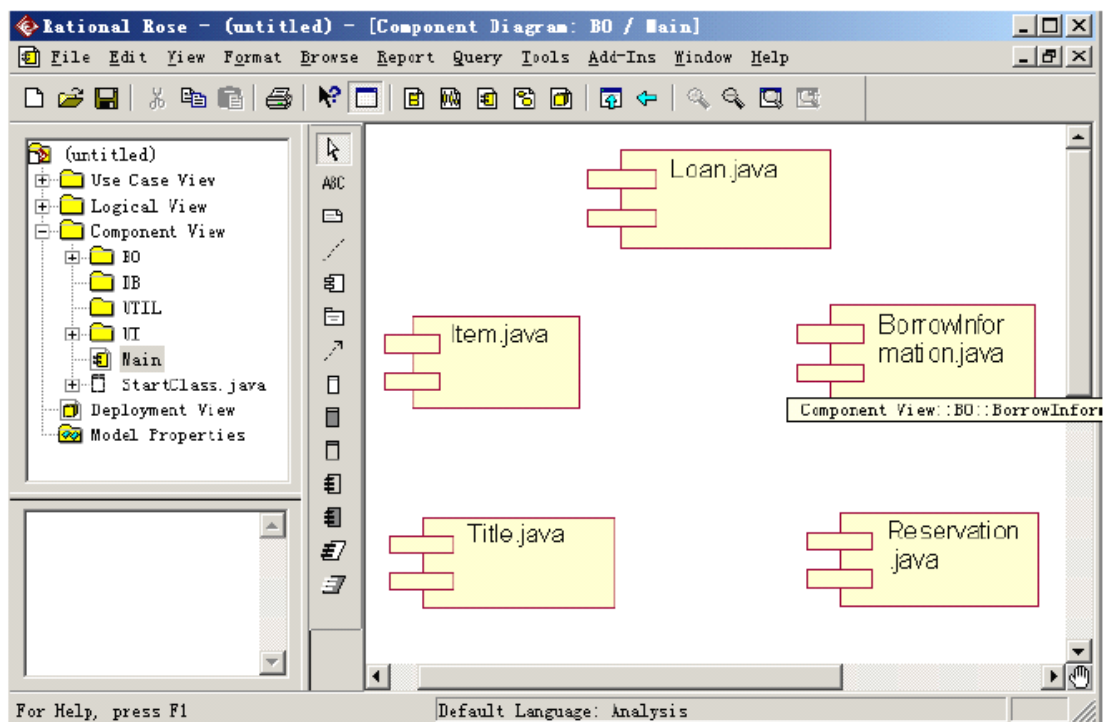 Rational Rose - (untitled) - [Component Diagram: BO / Main]
File Edit View Format Browse Report Query Tools Add-Ins Window Help
(untitled)
Use Case View
Logical View
Component View
BO
DB
UTIL
UI
Main
StartClass.java
Deployment View
Model Properties
ABC
Loan.java
Item.java
BorrowInfor
mation.java
Component View::BO::BorrowInform
Title.java
Reservation
.java
For Help, press F1
Default Language: Analysis